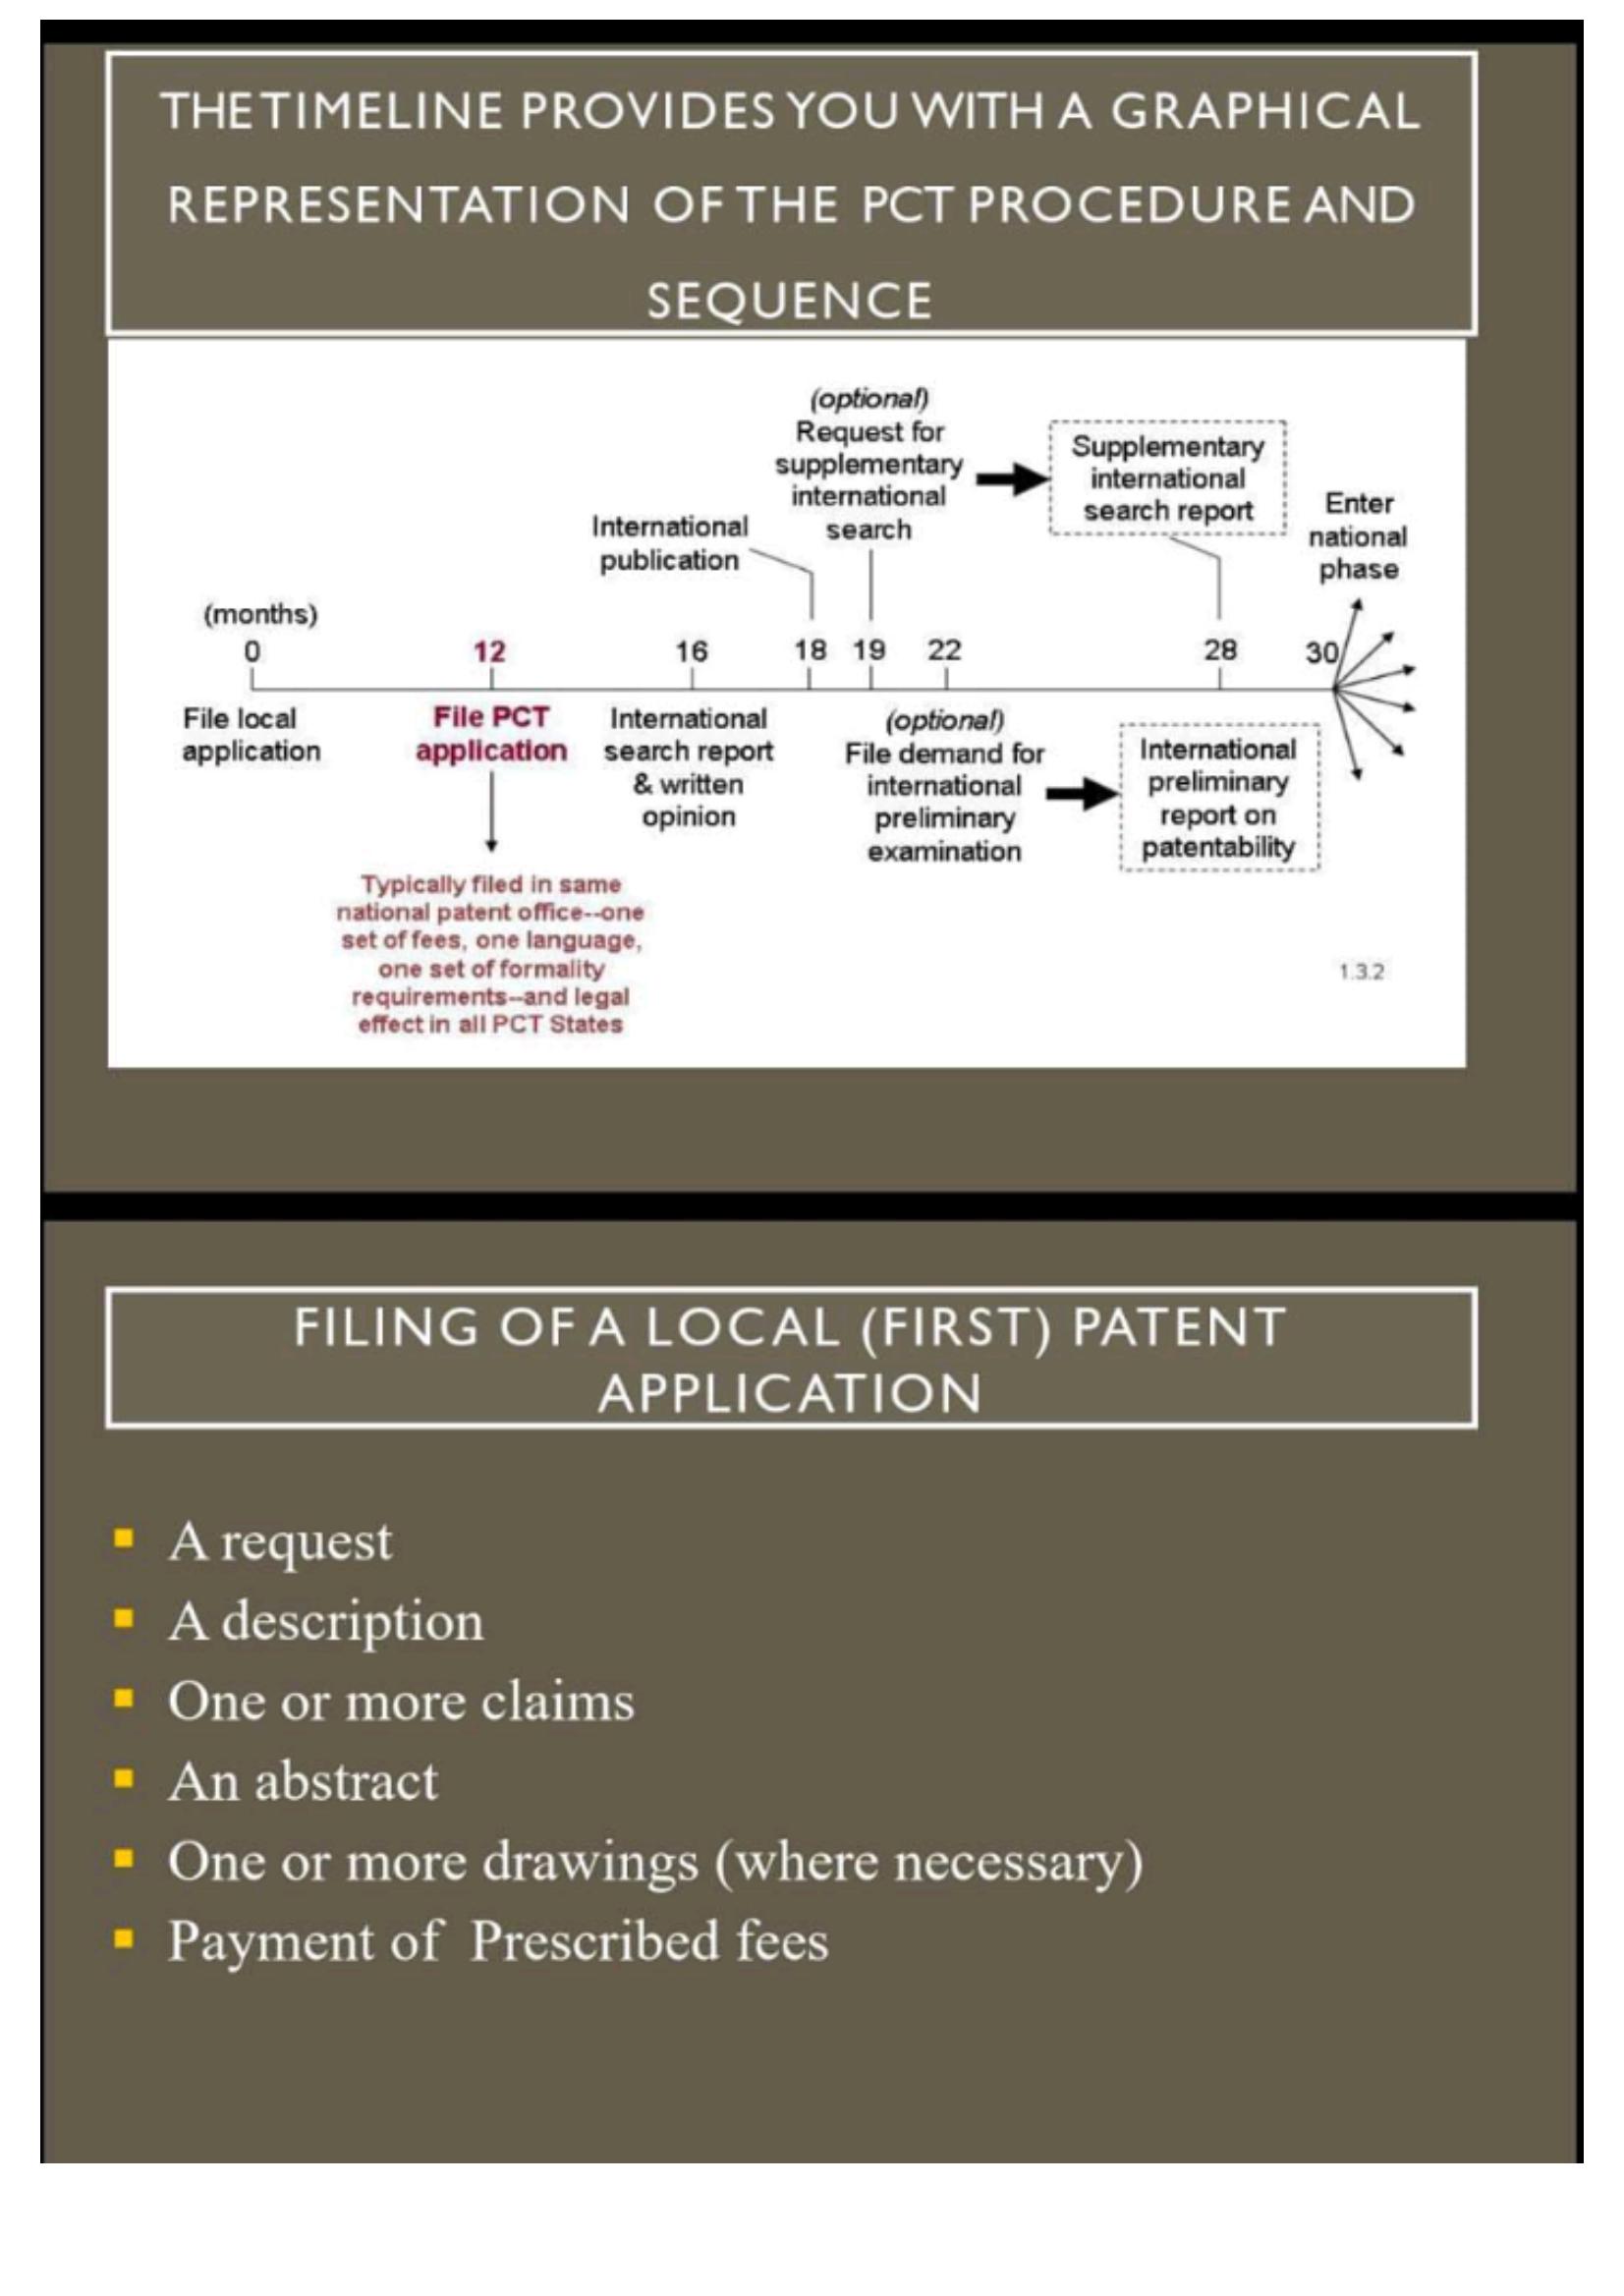 THE TIMELINE PROVIDES YOU WITH A GRAPHICAL
REPRESENTATION OF THE PCT PROCEDURE AND
SEQUENCE
(optional)
Request for
supplementary
international
search
Supplementary
international
search report
Enter
national
phase
International
publication
(months)
0
12
16
18
19
22
28
30
File local
application
File PCT
application
International
search report
& written
opinion
(optional)
File demand for
international
preliminary
examination
International
preliminary
report on
patentability
Typically filed in same
national patent office--one
set of fees, one language,
one set of formality
requirements--and legal
effect in all PCT States
1.3.2
FILING OF A LOCAL (FIRST) PATENT
APPLICATION
A request
A description
One or more claims
An abstract
One or more drawings (where necessary)
Payment of Prescribed fees